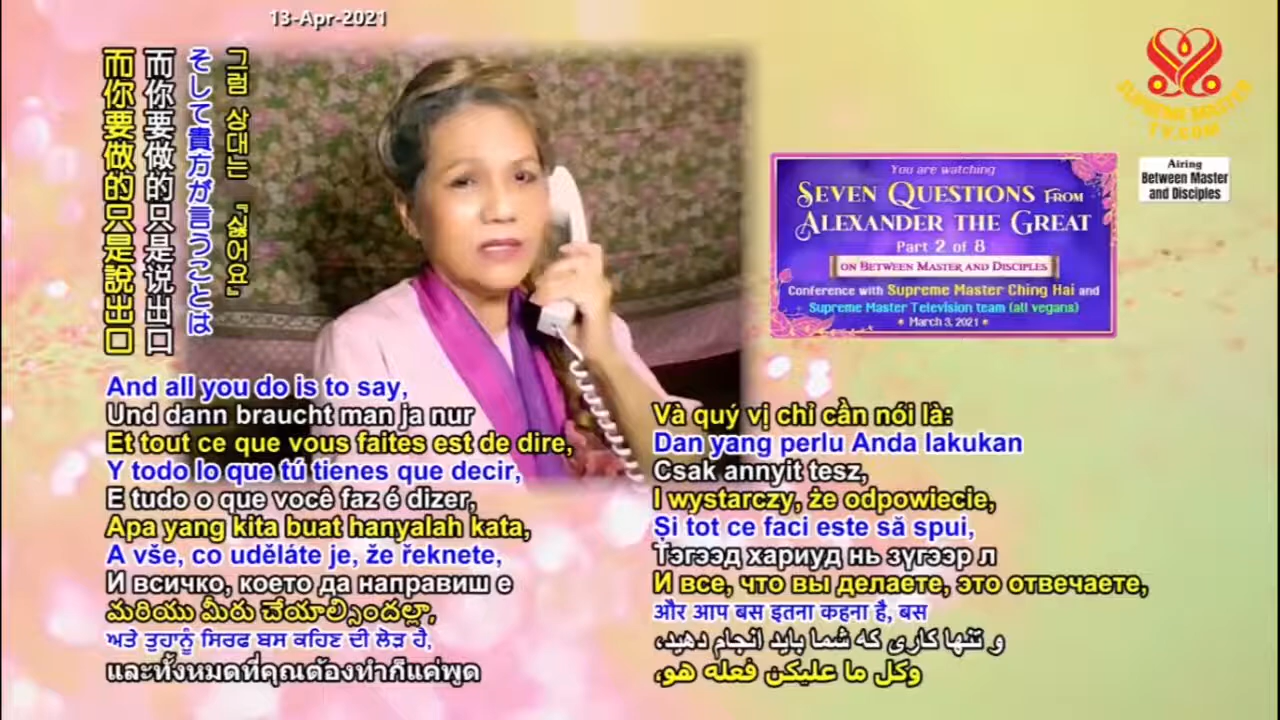 13-Apr-2021
그럼 상대는 『싫어요』
そして貴方が言うことは
而你要做的只是说出口
而你要做的只是說出口
SUPREME MASTER
TV.COM
Airing
Between Master
and Disciples
You are watching
SEVEN QUESTIONS FROM
ALEXANDER THE GREAT
Part 2 of 8
ON BETWEEN MASTER AND DISCIPLES
Conference with Supreme Master Ching Hai and
Supreme Master Television team (all vegans)
* March 3, 2021 *
And all you do is to say,
Und dann braucht man ja nur
Et tout ce que vous faites est de dire,
Y todo lo que tú tienes que decir,
E tudo o que você faz é dizer,
Apa yang kita buat hanyalah kata,
A vše, co uděláte je, že řeknete,
И всичко, което да направиш е
మరియు మీరు చేయాల్సిందల్లా,
ਅਤੇ ਤੁਹਾਨੂੰ ਸਿਰਫ ਬਸ ਕਹਿਣ ਦੀ ਲੋੜ ਹੈ,
และทั้งหมดที่คุณต้องทำก็แค่พูด
Và quý vị chỉ cần nói là:
Dan yang perlu Anda lakukan
Csak annyit tesz,
I wystarczy, że odpowiecie,
Și tot ce faci este să spui,
Тэгээд хариуд нь зүгээр л
И все, что вы делаете, это отвечаете,
और आप बस इतना कहना है, बस
و تنها کاری که شما باید انجام دهید،
وكل ما عليكن فعله هو،